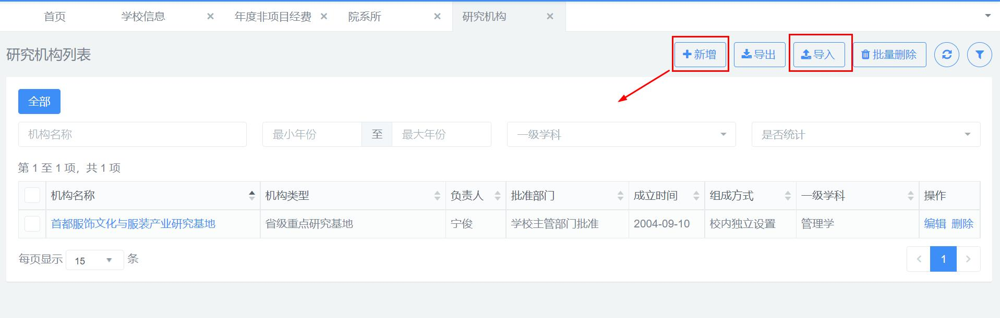 首页 学校信息 × 年度非项目经费 × 院系所 × 研究机构 ×
研究机构列表 新增 导出 导入 批量删除
全部
机构名称 最小年份 至 最大年份 一级学科 是否统计
第 1 至 1 项，共 1 项
机构名称 机构类型 负责人 批准部门 成立时间 组成方式 一级学科 操作
首都服饰文化与服装产业研究基地 省级重点研究基地 宁俊 学校主管部门批准 2004-09-10 校内独立设置 管理学 编辑 删除
每页显示 15 条 1